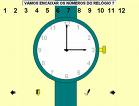 VAMOS ENCAIXAR OS NÚMEROS DO RELÓGIO ?
1 2 3 4 5 6 7 8 9 10 11 12